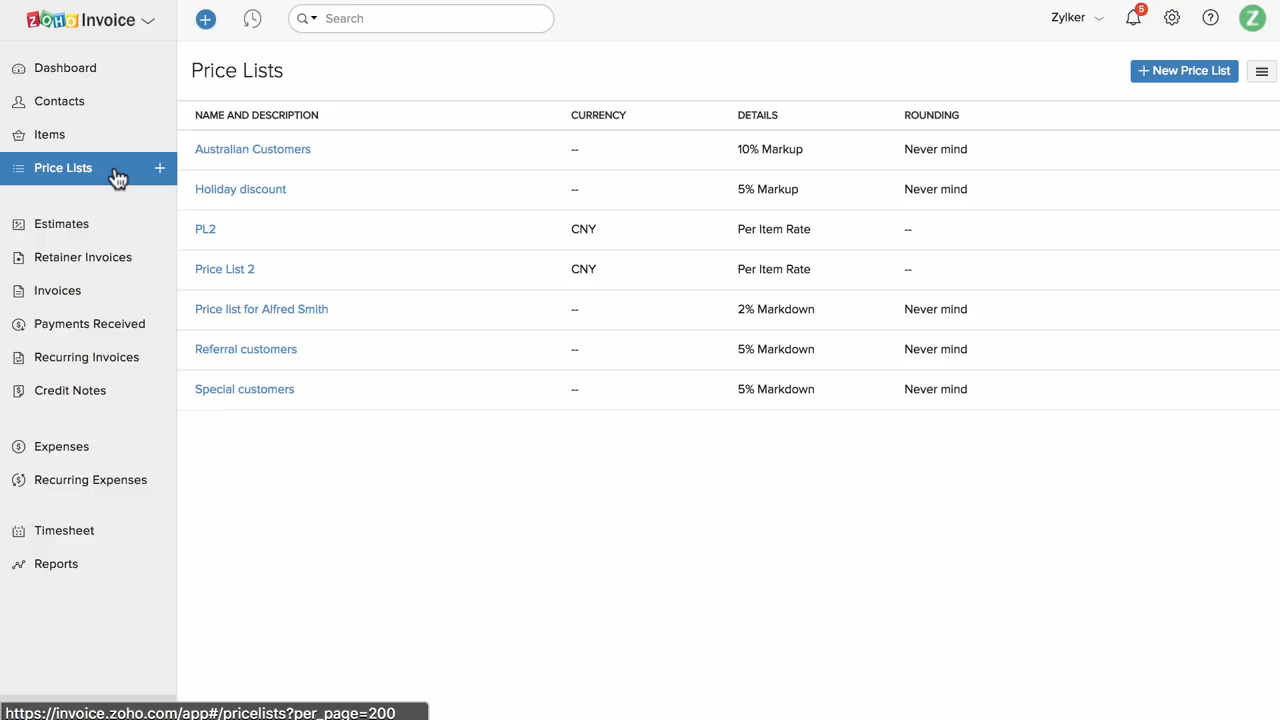 ZOHO Invoice
Search
Zylker
5
Z
Dashboard
Contacts
Items
Price Lists
Estimates
Retainer Invoices
Invoices
Payments Received
Recurring Invoices
Credit Notes
Expenses
Recurring Expenses
Timesheet
Reports
Price Lists
+ New Price List
NAME AND DESCRIPTION CURRENCY DETAILS ROUNDING
Australian Customers -- 10% Markup Never mind
Holiday discount -- 5% Markup Never mind
PL2 CNY Per Item Rate --
Price List 2 CNY Per Item Rate --
Price list for Alfred Smith -- 2% Markdown Never mind
Referral customers -- 5% Markdown Never mind
Special customers -- 5% Markdown Never mind
https://invoice.zoho.com/app#/pricelists?per_page=200